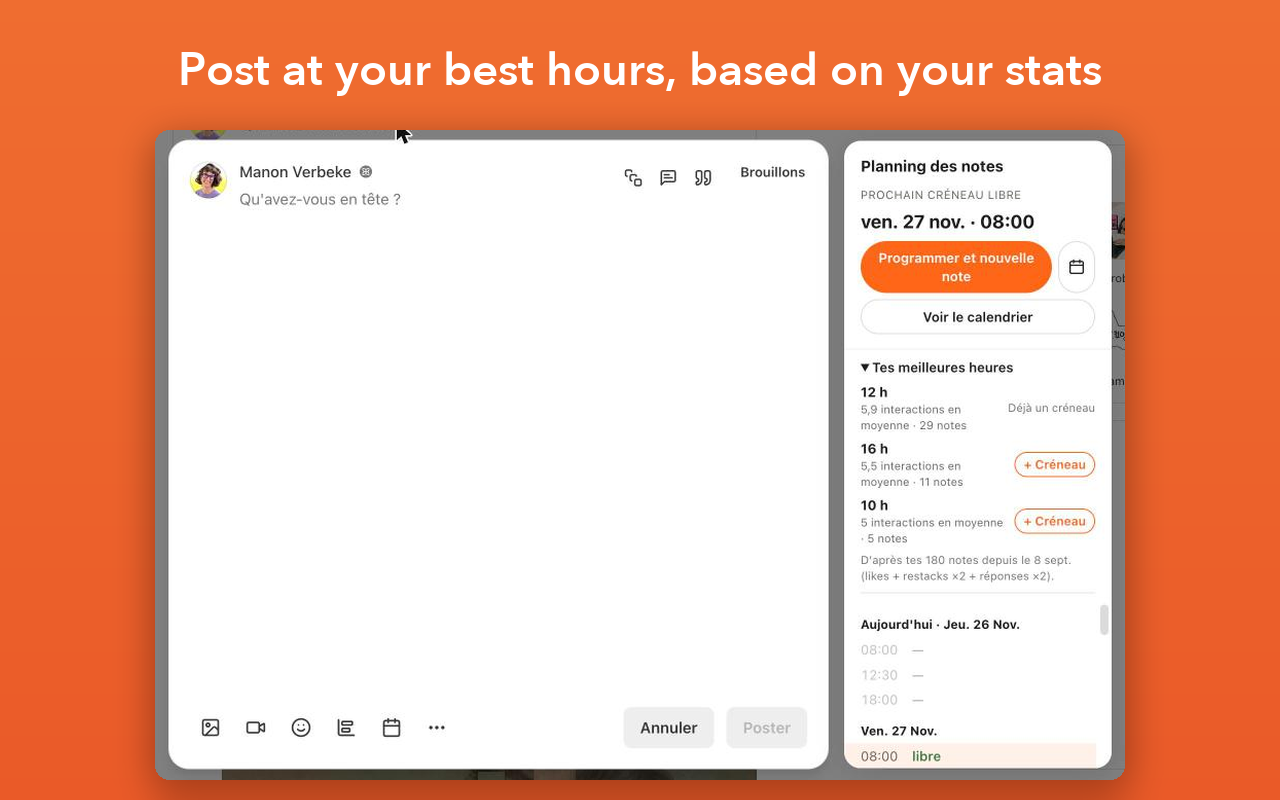 Post at your best hours, based on your stats
Manon Verbeke
Brouillons
Qu'avez-vous en tête ?
Annuler
Poster
Planning des notes
PROCHAIN CRÉNEAU LIBRE
ven. 27 nov. · 08:00
Programmer et nouvelle
note
Voir le calendrier
▼ Tes meilleures heures
12 h
5,9 interactions en
moyenne · 29 notes
Déjà un créneau
16 h
5,5 interactions en
moyenne · 11 notes
+ Créneau
10 h
5 interactions en moyenne
· 5 notes
+ Créneau
D'après tes 180 notes depuis le 8 sept.
(likes + restacks ×2 + réponses ×2).
Aujourd'hui · Jeu. 26 Nov.
08:00 —
12:30 —
18:00 —
Ven. 27 Nov.
08:00 libre